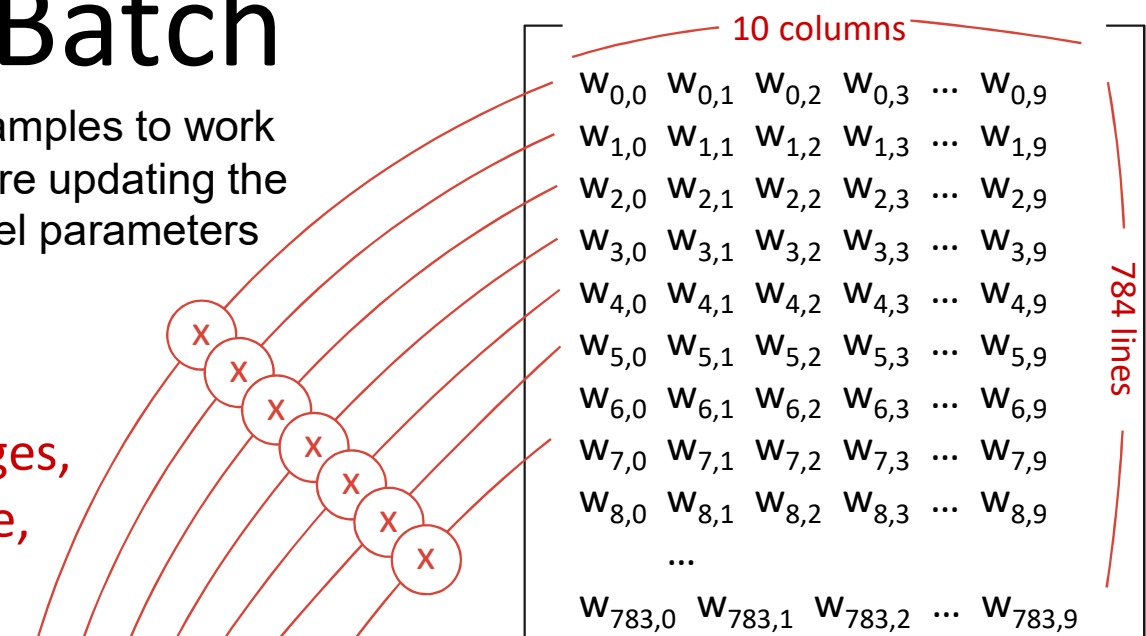 Batch
amples to work
re updating the
el parameters
ges,
e,
x
x
x
x
x
x
x
10 columns
w0,0 w0,1 w0,2 w0,3 ... w0,9
w1,0 w1,1 w1,2 w1,3 ... w1,9
w2,0 w2,1 w2,2 w2,3 ... w2,9
w3,0 w3,1 w3,2 w3,3 ... w3,9
w4,0 w4,1 w4,2 w4,3 ... w4,9
w5,0 w5,1 w5,2 w5,3 ... w5,9
w6,0 w6,1 w6,2 w6,3 ... w6,9
w7,0 w7,1 w7,2 w7,3 ... w7,9
w8,0 w8,1 w8,2 w8,3 ... w8,9
...
w783,0 w783,1 w783,2 ... w783,9
784 lines